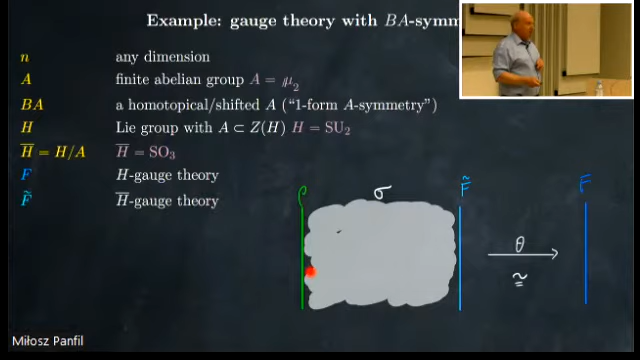 Example: gauge theory with BA-symm
n any dimension
A finite abelian group A = μ₂
BA a homotopical/shifted A (“1-form A-symmetry”)
H Lie group with A ⊂ Z(H) H = SU₂
H̅ = H/A H̅ = SO₃
F H-gauge theory
F̃ H̅-gauge theory
ρ σ F̃ F
θ
≅
Miłosz Panfil